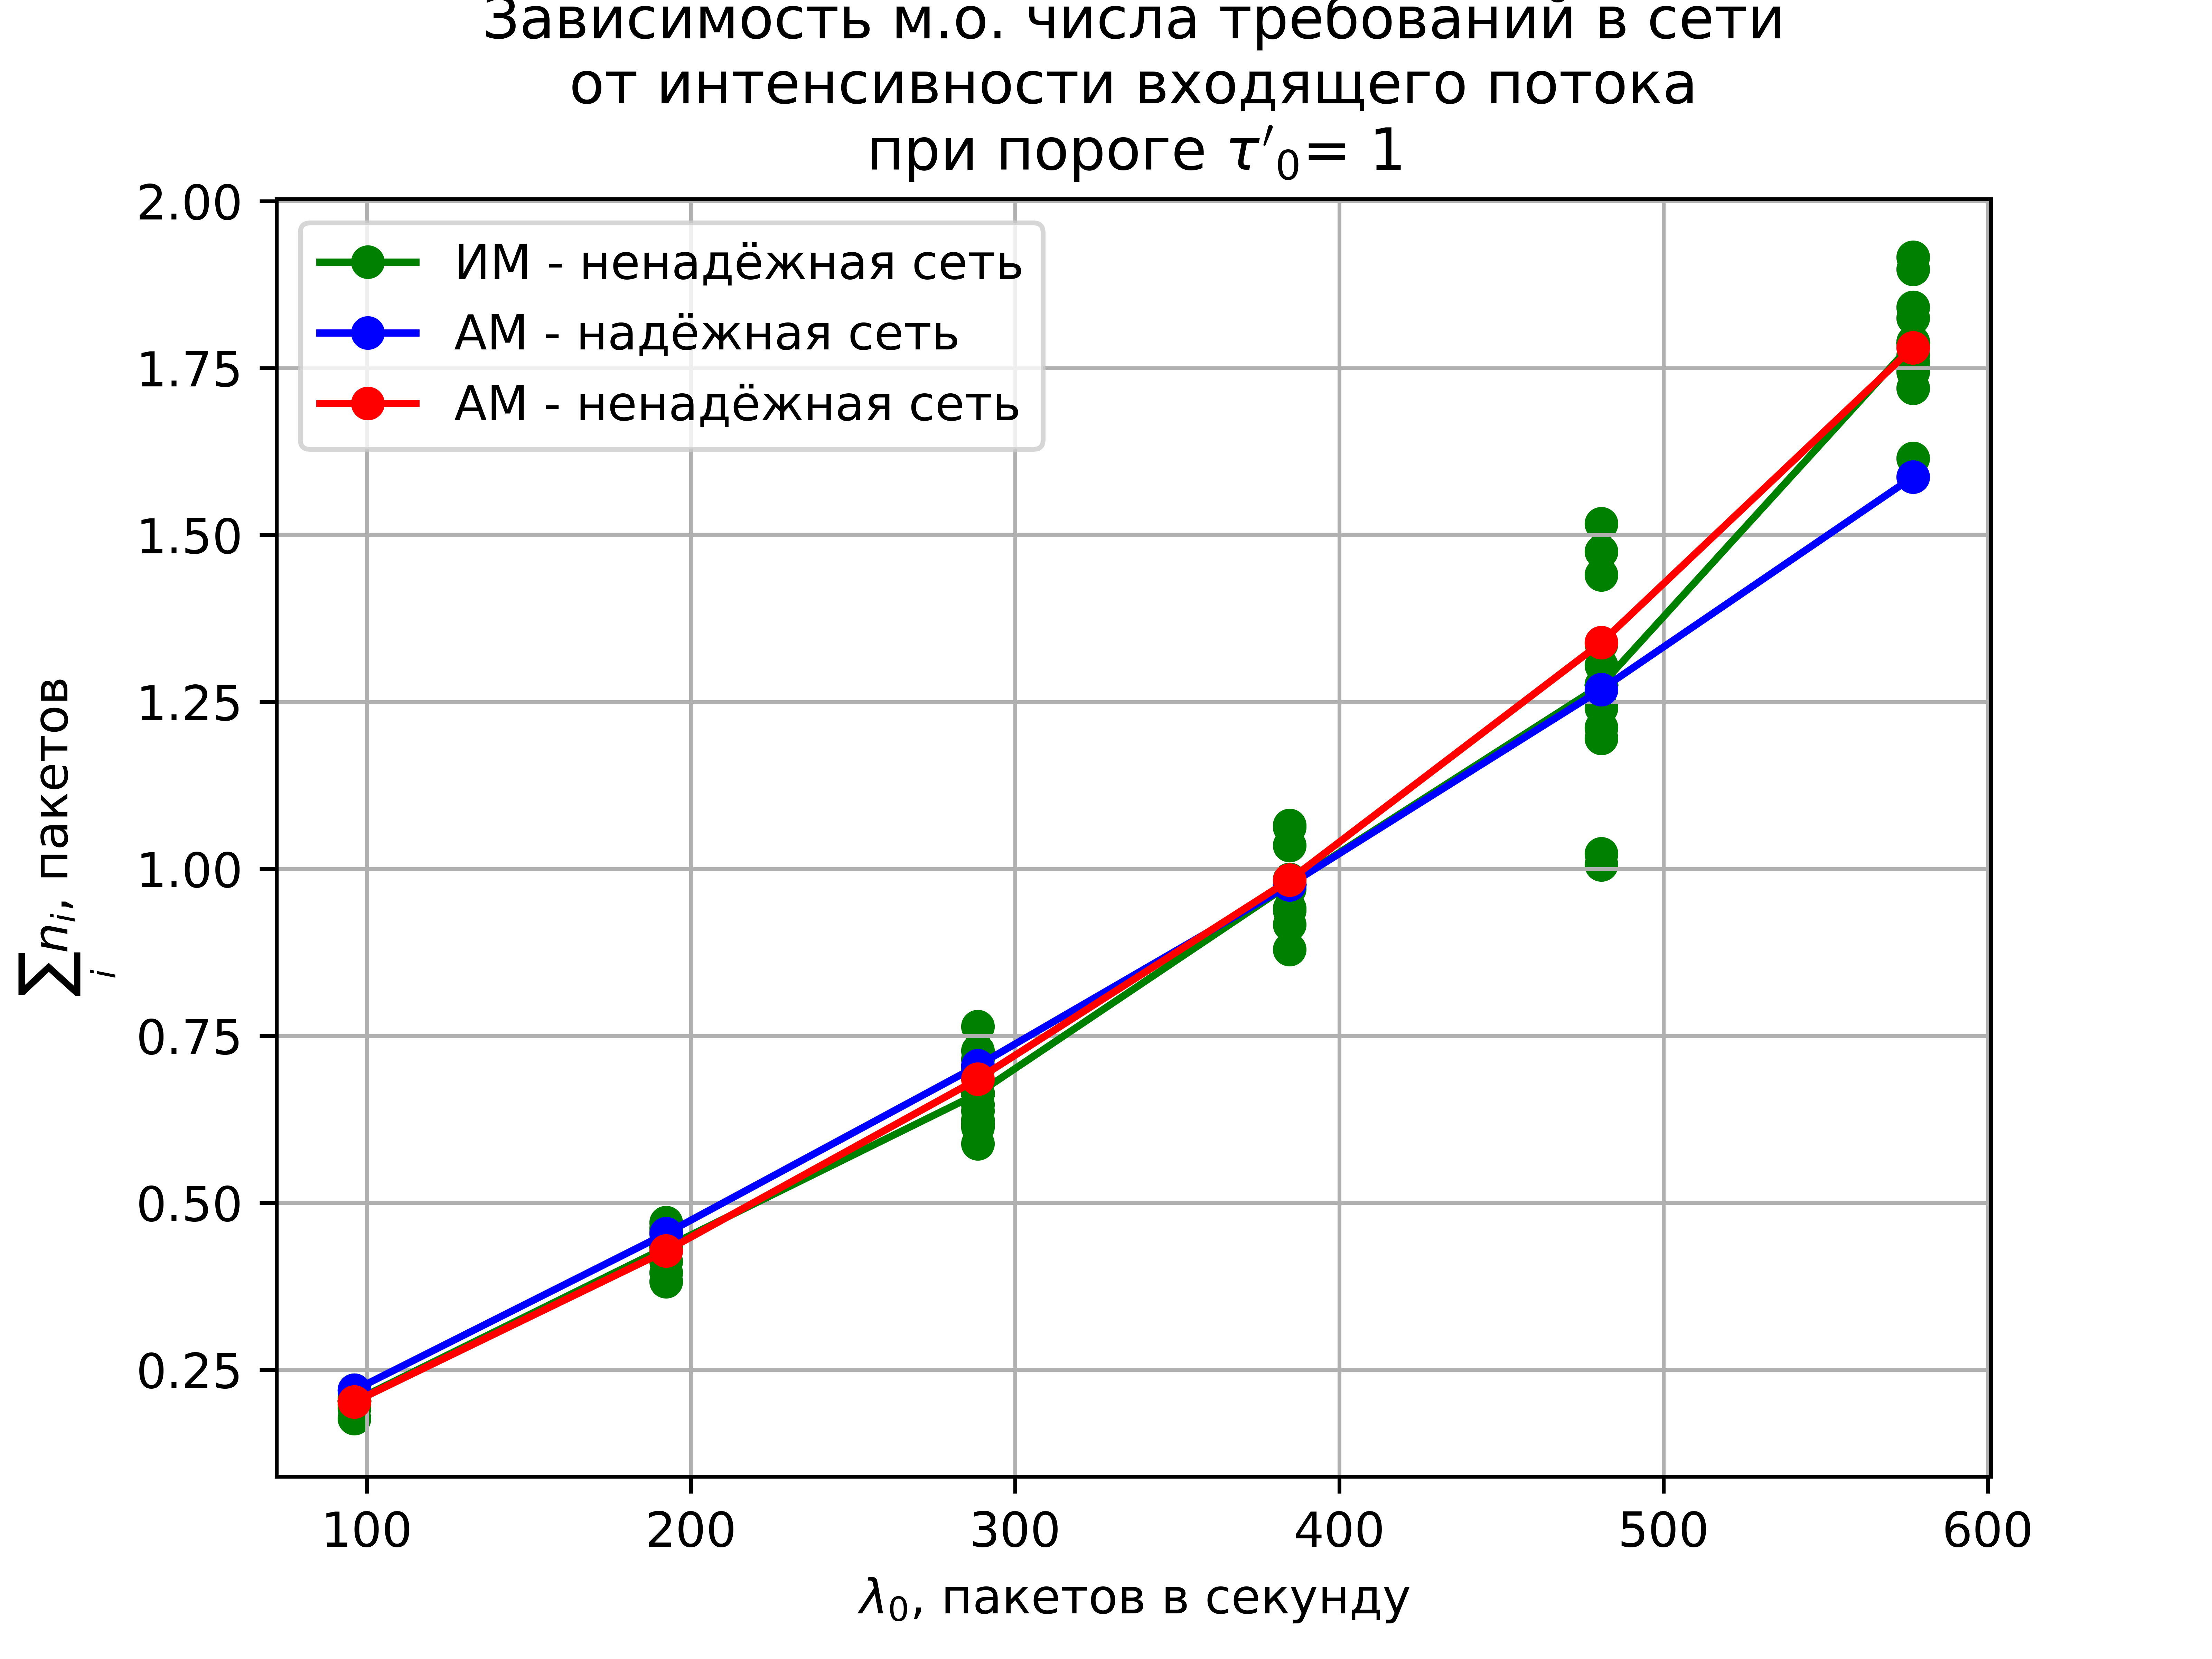 Зависимость м.о. числа требований в сети
от интенсивности входящего потока
при пороге τ′₀= 1
ИМ - ненадёжная сеть
АМ - надёжная сеть
АМ - ненадёжная сеть
2.00
1.75
1.50
1.25
1.00
0.75
0.50
0.25
∑ᵢ nᵢ, пакетов
100 200 300 400 500 600
λ₀, пакетов в секунду